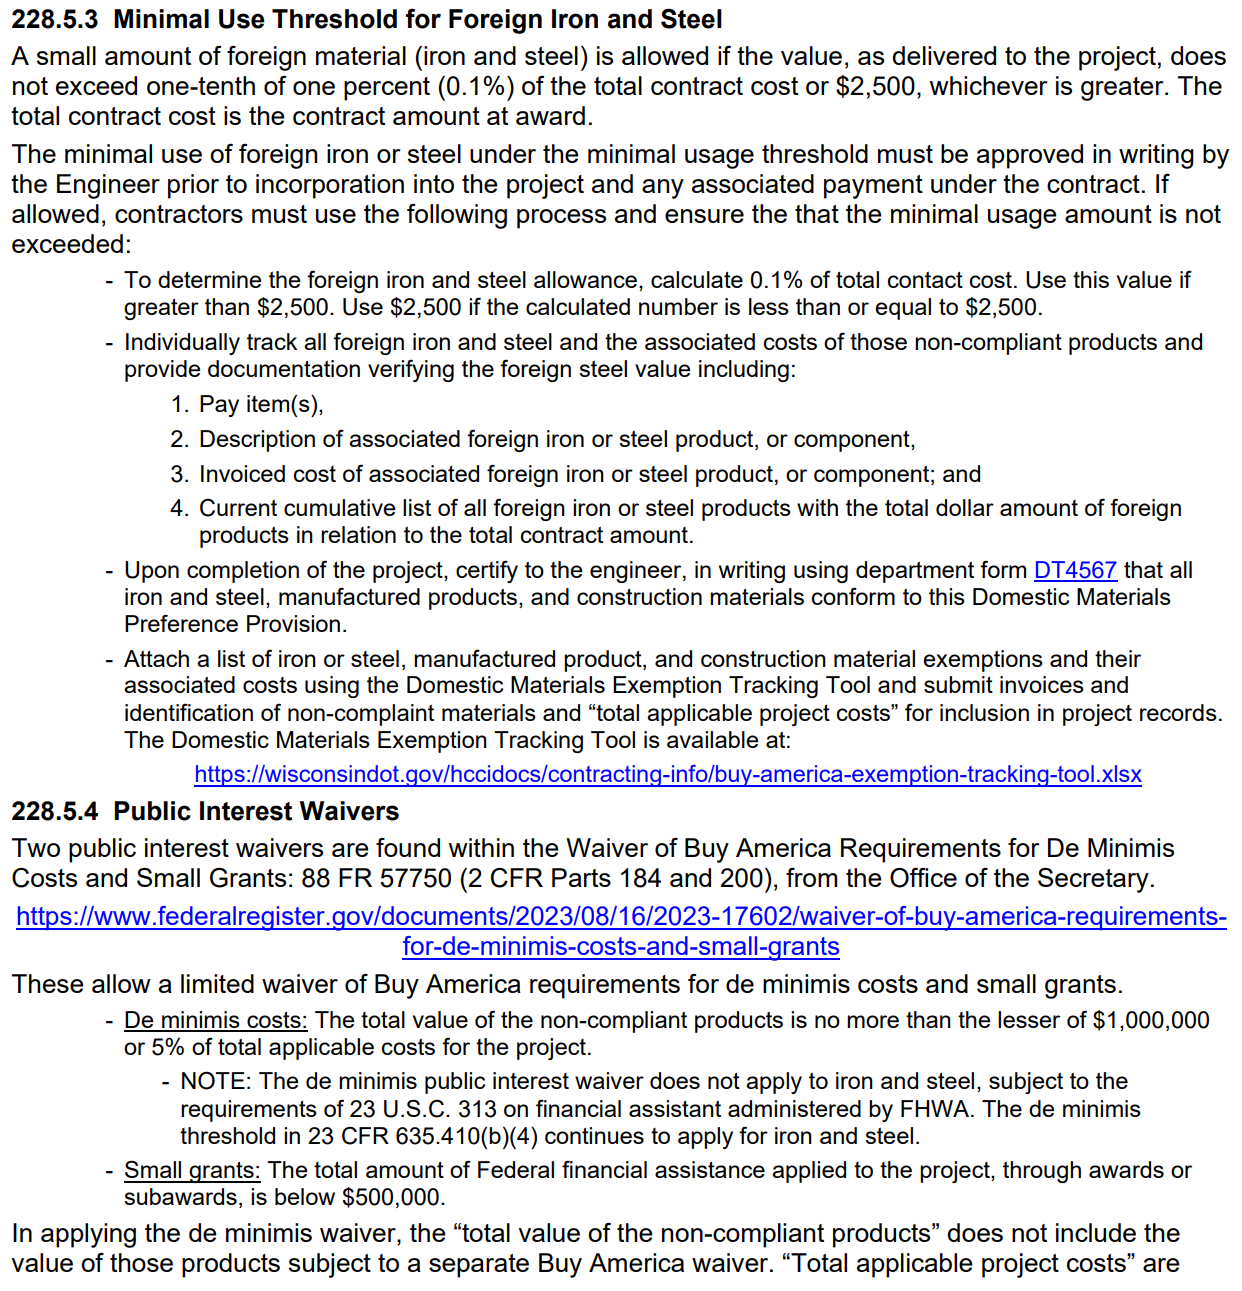 228.5.3 Minimal Use Threshold for Foreign Iron and Steel
A small amount of foreign material (iron and steel) is allowed if the value, as delivered to the project, does
not exceed one-tenth of one percent (0.1%) of the total contract cost or $2,500, whichever is greater. The
total contract cost is the contract amount at award.
The minimal use of foreign iron or steel under the minimal usage threshold must be approved in writing by
the Engineer prior to incorporation into the project and any associated payment under the contract. If
allowed, contractors must use the following process and ensure the that the minimal usage amount is not
exceeded:
- To determine the foreign iron and steel allowance, calculate 0.1% of total contact cost. Use this value if
greater than $2,500. Use $2,500 if the calculated number is less than or equal to $2,500.
- Individually track all foreign iron and steel and the associated costs of those non-compliant products and
provide documentation verifying the foreign steel value including:
1. Pay item(s),
2. Description of associated foreign iron or steel product, or component,
3. Invoiced cost of associated foreign iron or steel product, or component; and
4. Current cumulative list of all foreign iron or steel products with the total dollar amount of foreign
products in relation to the total contract amount.
- Upon completion of the project, certify to the engineer, in writing using department form DT4567 that all
iron and steel, manufactured products, and construction materials conform to this Domestic Materials
Preference Provision.
- Attach a list of iron or steel, manufactured product, and construction material exemptions and their
associated costs using the Domestic Materials Exemption Tracking Tool and submit invoices and
identification of non-complaint materials and “total applicable project costs” for inclusion in project records.
The Domestic Materials Exemption Tracking Tool is available at:
https://wisconsindot.gov/hccidocs/contracting-info/buy-america-exemption-tracking-tool.xlsx
228.5.4 Public Interest Waivers
Two public interest waivers are found within the Waiver of Buy America Requirements for De Minimis
Costs and Small Grants: 88 FR 57750 (2 CFR Parts 184 and 200), from the Office of the Secretary.
https://www.federalregister.gov/documents/2023/08/16/2023-17602/waiver-of-buy-america-requirements-
for-de-minimis-costs-and-small-grants
These allow a limited waiver of Buy America requirements for de minimis costs and small grants.
- De minimis costs: The total value of the non-compliant products is no more than the lesser of $1,000,000
or 5% of total applicable costs for the project.
- NOTE: The de minimis public interest waiver does not apply to iron and steel, subject to the
requirements of 23 U.S.C. 313 on financial assistant administered by FHWA. The de minimis
threshold in 23 CFR 635.410(b)(4) continues to apply for iron and steel.
- Small grants: The total amount of Federal financial assistance applied to the project, through awards or
subawards, is below $500,000.
In applying the de minimis waiver, the “total value of the non-compliant products” does not include the
value of those products subject to a separate Buy America waiver. “Total applicable project costs” are